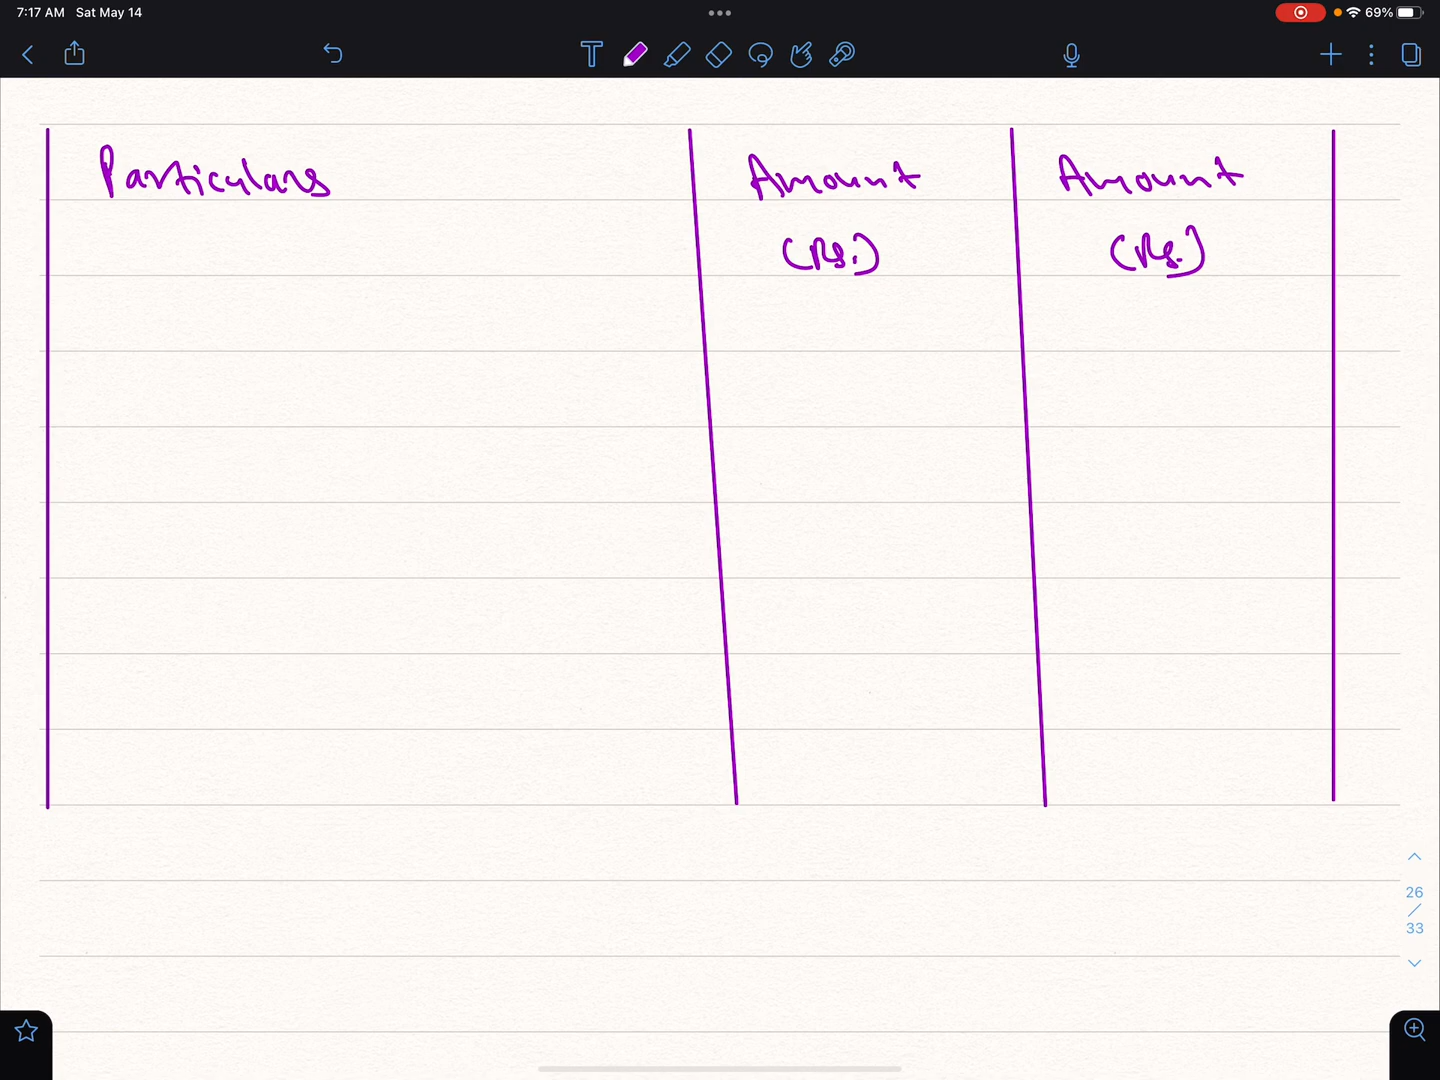 7:17 AM Sat May 14
69%
Particulars Amount Amount
(Rs.) (Rs.)
26
/
33